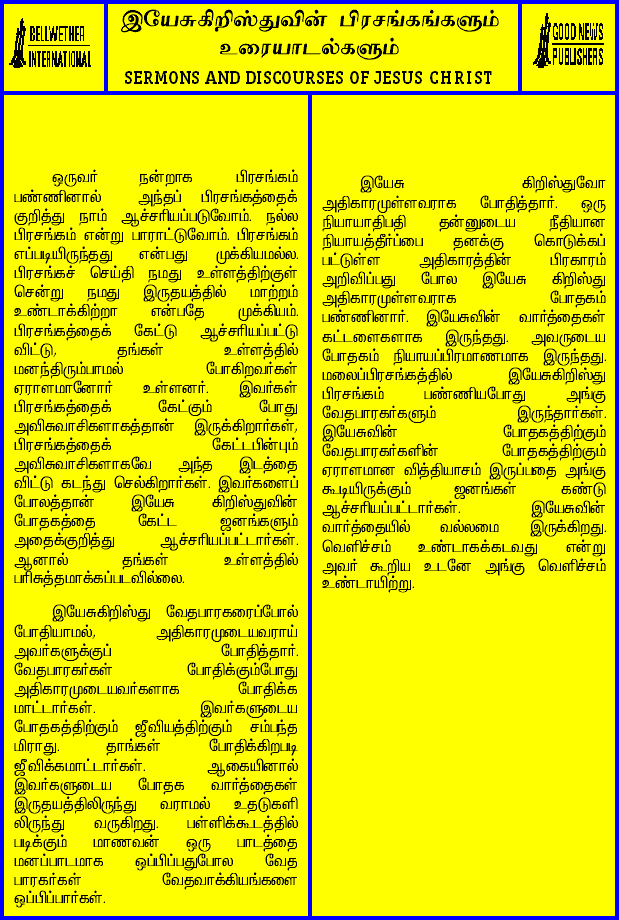 BELLWETHER
INTERNATIONAL
இயேசுகிறிஸ்துவின் பிரசங்கங்களும்
உரையாடல்களும்
SERMONS AND DISCOURSES OF JESUS CHRIST
GOOD NEWS
PUBLISHERS
ஒருவர் நன்றாக பிரசங்கம்
பண்ணினால் அந்தப் பிரசங்கத்தைக்
குறித்து நாம் ஆச்சரியப்படுவோம். நல்ல
பிரசங்கம் என்று பாராட்டுவோம். பிரசங்கம்
எப்படியிருந்தது என்பது முக்கியமல்ல.
பிரசங்கச் செய்தி நமது உள்ளத்திற்குள்
சென்று நமது இருதயத்தில் மாற்றம்
உண்டாக்கிற்றா என்பதே முக்கியம்.
பிரசங்கத்தைக் கேட்டு ஆச்சரியப்பட்டு
விட்டு, தங்கள் உள்ளத்தில்
மனந்திரும்பாமல் போகிறவர்கள்
ஏராளமானோர் உள்ளனர். இவர்கள்
பிரசங்கத்தைக் கேட்கும் போது
அவிசுவாசிகளாகத்தான் இருக்கிறார்கள்,
பிரசங்கத்தைக் கேட்டபின்பும்
அவிசுவாசிகளாகவே அந்த இடத்தை
விட்டு கடந்து செல்கிறார்கள். இவர்களைப்
போலத்தான் இயேசு கிறிஸ்துவின்
போதகத்தை கேட்ட ஜனங்களும்
அதைக்குறித்து ஆச்சரியப்பட்டார்கள்.
ஆனால் தங்கள் உள்ளத்தில்
பரிசுத்தமாக்கப்படவில்லை.
இயேசுகிறிஸ்து வேதபாரகரைப்போல்
போதியாமல், அதிகாரமுடையவராய்
அவர்களுக்குப் போதித்தார்.
வேதபாரகர்கள் போதிக்கும்போது
அதிகாரமுடையவர்களாக போதிக்க
மாட்டார்கள். இவர்களுடைய
போதகத்திற்கும் ஜீவியத்திற்கும் சம்பந்த
மிராது. தாங்கள் போதிக்கிறபடி
ஜீவிக்கமாட்டார்கள். ஆகையினால்
இவர்களுடைய போதக வார்த்தைகள்
இருதயத்திலிருந்து வராமல் உதடுகளி
லிருந்து வருகிறது. பள்ளிக்கூடத்தில்
படிக்கும் மாணவன் ஒரு பாடத்தை
மனப்பாடமாக ஒப்பிப்பதுபோல வேத
பாரகர்கள் வேதவாக்கியங்களை
ஒப்பிப்பார்கள்.
இயேசு கிறிஸ்துவோ
அதிகாரமுள்ளவராக போதித்தார். ஒரு
நியாயாதிபதி தன்னுடைய நீதியான
நியாயத்தீர்ப்பை தனக்கு கொடுக்கப்
பட்டுள்ள அதிகாரத்தின் பிரகாரம்
அறிவிப்பது போல இயேசு கிறிஸ்து
அதிகாரமுள்ளவராக போதகம்
பண்ணினார். இயேசுவின் வார்த்தைகள்
கட்டளைகளாக இருந்தது. அவருடைய
போதகம் நியாயப்பிரமாணமாக இருந்தது.
மலைப்பிரசங்கத்தில் இயேசுகிறிஸ்து
பிரசங்கம் பண்ணியபோது அங்கு
வேதபாரகர்களும் இருந்தார்கள்.
இயேசுவின் போதகத்திற்கும்
வேதபாரகர்களின் போதகத்திற்கும்
ஏராளமான வித்தியாசம் இருப்பதை அங்கு
கூடியிருக்கும் ஜனங்கள் கண்டு
ஆச்சரியப்பட்டார்கள். இயேசுவின்
வார்த்தையில் வல்லமை இருக்கிறது.
வெளிச்சம் உண்டாகக்கடவது என்று
அவர் கூறிய உடனே அங்கு வெளிச்சம்
உண்டாயிற்று.